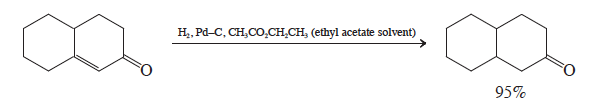 H₂, Pd–C, CH₃CO₂CH₂CH₃ (ethyl acetate solvent)
O
O
95%